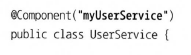 @Component("myUserService")
public class UserService {